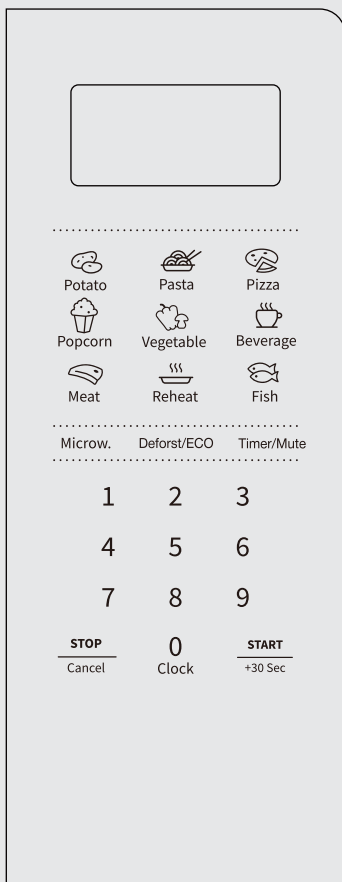 Potato Pasta Pizza
Popcorn Vegetable Beverage
Meat Reheat Fish
Microw. Deforst/ECO Timer/Mute
1 2 3
4 5 6
7 8 9
STOP 0 START
Cancel Clock +30 Sec